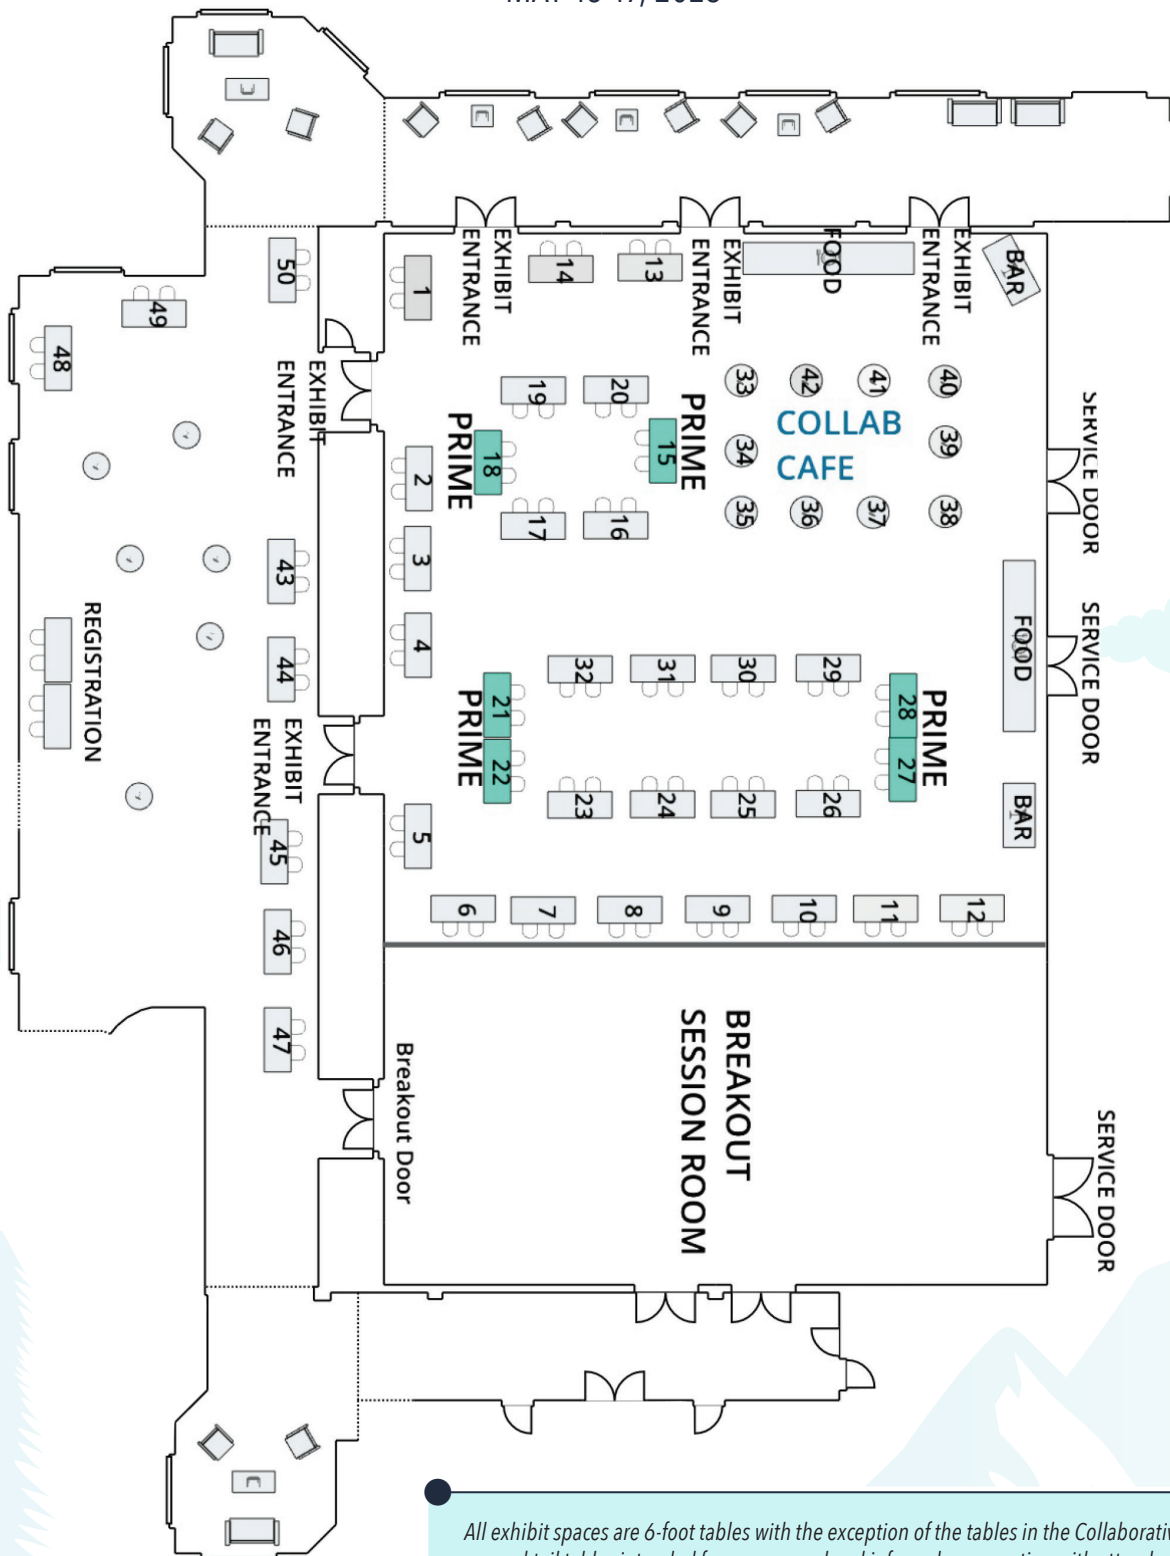 50
49
48
1
EXHIBIT
ENTRANCE
14
13
EXHIBIT
ENTRANCE
FOOD
EXHIBIT
ENTRANCE
BAR
EXHIBIT
ENTRANCE
19
20
PRIME
18
15
PRIME
17
16
33
42
41
40
COLLAB
CAFE
34
39
35
36
37
38
SERVICE DOOR
2
3
4
43
44
REGISTRATION
EXHIBIT
ENTRANCE
32
31
30
29
21
PRIME
22
28
PRIME
27
23
24
25
26
FOOD
SERVICE DOOR
BAR
5
45
46
47
6
7
8
9
10
11
12
BREAKOUT
SESSION ROOM
Breakout Door
SERVICE DOOR
All exhibit spaces are 6-foot tables with the exception of the tables in the Collaborativ